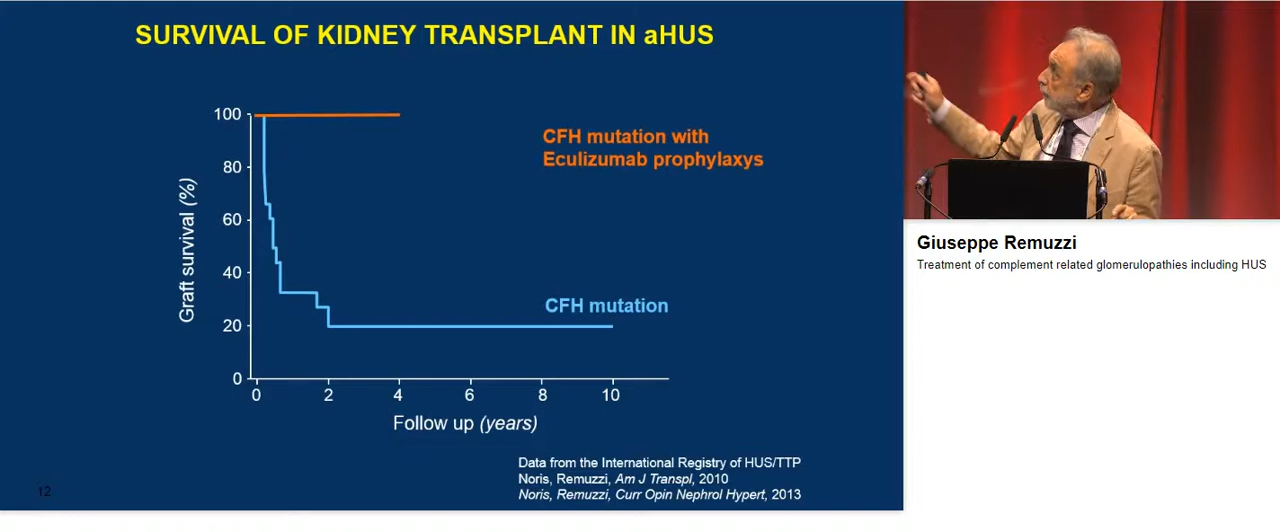 SURVIVAL OF KIDNEY TRANSPLANT IN aHUS
Graft survival (%)
100
80
60
40
20
0
0 2 4 6 8 10
Follow up (years)
CFH mutation with
Eculizumab prophylaxys
CFH mutation
Data from the International Registry of HUS/TTP
Noris, Remuzzi, Am J Transpl, 2010
Noris, Remuzzi, Curr Opin Nephrol Hypert, 2013
12
Giuseppe Remuzzi
Treatment of complement related glomerulopathies including HUS